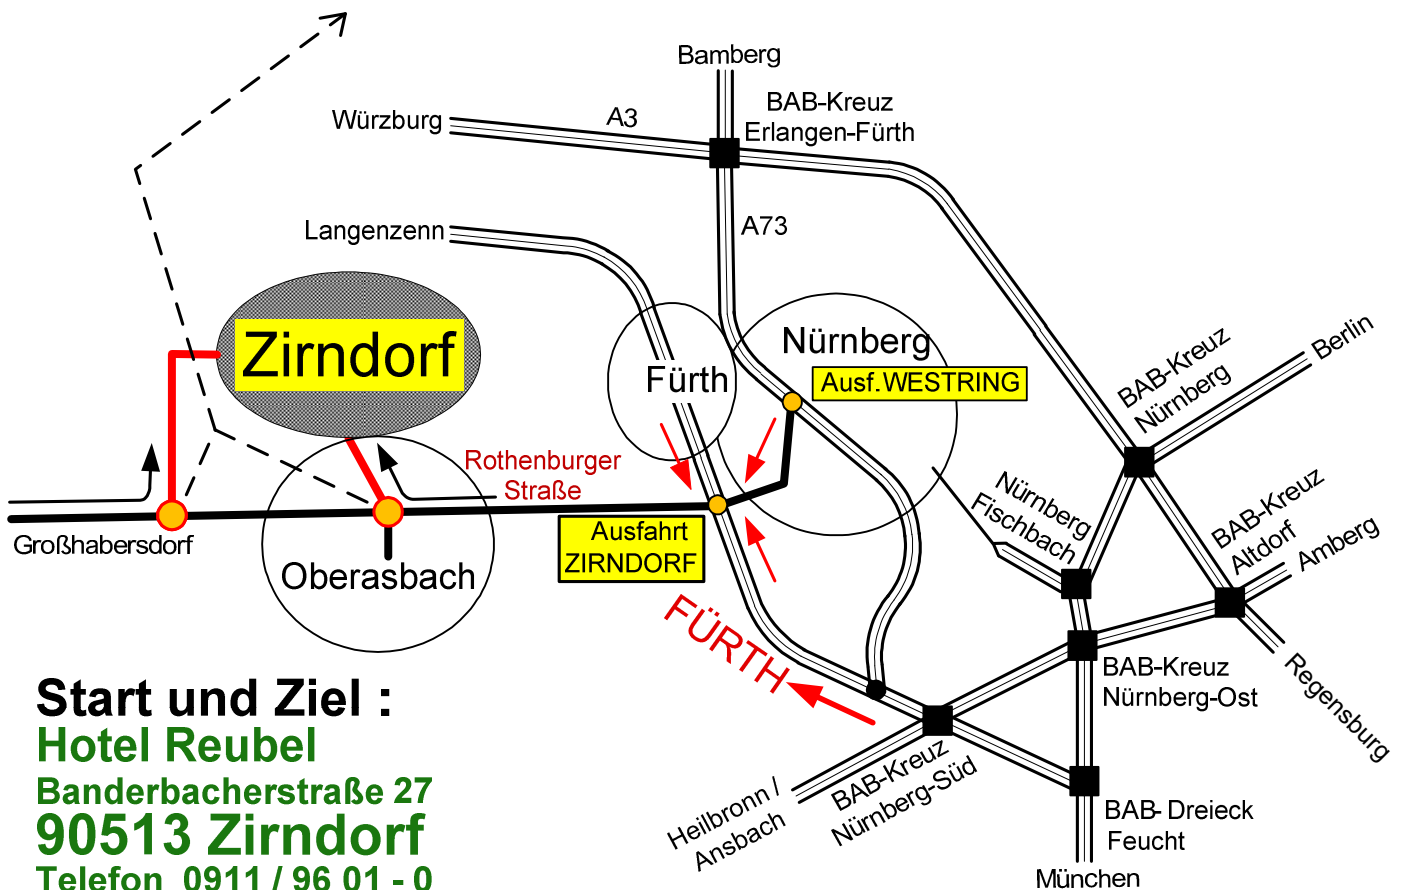 Bamberg
BAB-Kreuz
Erlangen-Fürth
Würzburg
A3
A73
Langenzenn
Zirndorf
Fürth
Nürnberg
Ausf.WESTRING
BAB-Kreuz
Nürnberg
Berlin
Rothenburger
Straße
Nürnberg
Fischbach
BAB-Kreuz
Altdorf
Amberg
Großhabersdorf
Oberasbach
Ausfahrt
ZIRNDORF
FÜRTH
BAB-Kreuz
Nürnberg-Ost
Regensburg
BAB-Kreuz
Nürnberg-Süd
Heilbronn /
Ansbach
BAB- Dreieck
Feucht
München
Start und Ziel :
Hotel Reubel
Banderbacherstraße 27
90513 Zirndorf
Telefon 0911 / 96 01 - 0